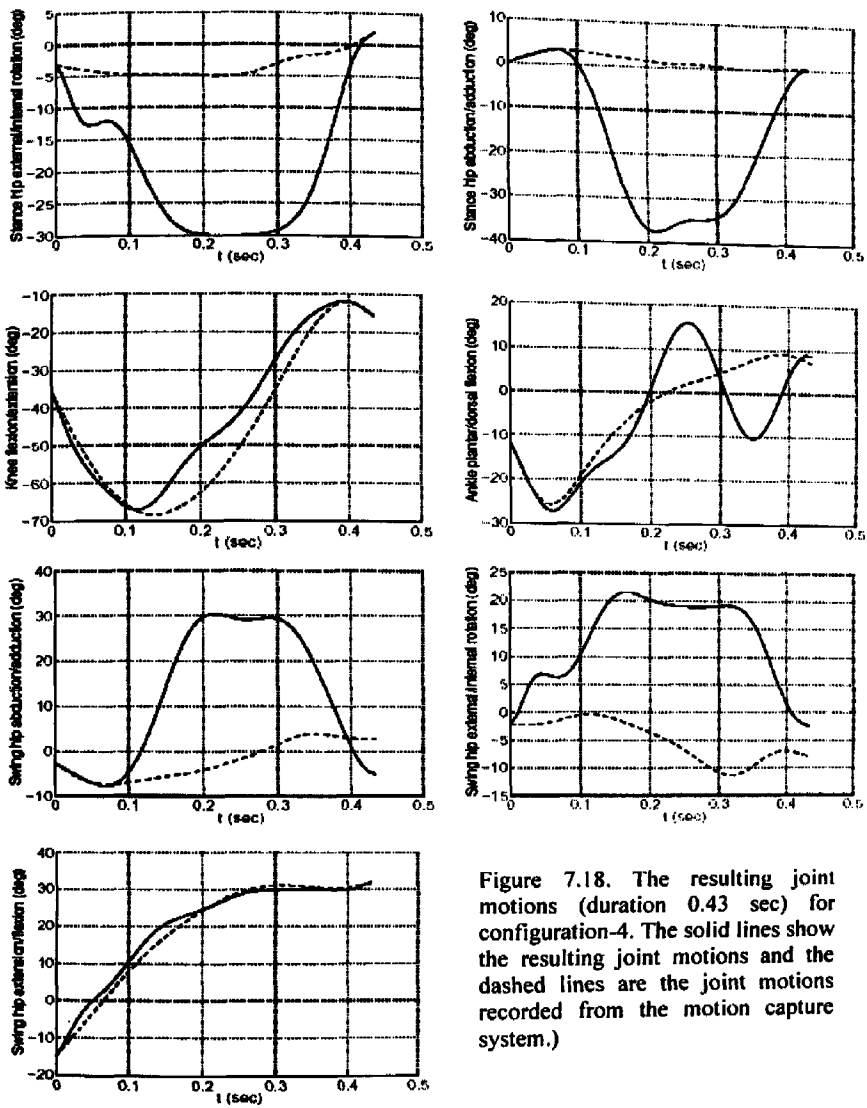 Stance hip external/internal rotation (deg)
5
0
-5
-10
-15
-20
-25
-30
0 0.1 0.2 0.3 0.4 0.5
t (sec)
Stance hip abduction/adduction (deg)
10
0
-10
-20
-30
-40
0 0.1 0.2 0.3 0.4 0.5
t (sec)
Knee flexion/extension (deg)
-10
-20
-30
-40
-50
-60
-70
0 0.1 0.2 0.3 0.4 0.5
t (sec)
Ankle plantar/dorsal flexion (deg)
20
10
0
-10
-20
-30
0 0.1 0.2 0.3 0.4 0.5
t (sec)
Swing hip abduction/adduction (deg)
40
30
20
10
0
-10
0 0.1 0.2 0.3 0.4 0.5
t (sec)
Swing hip external/internal rotation (deg)
25
20
15
10
5
0
-5
-10
-15
0 0.1 0.2 0.3 0.4 0.5
t (sec)
Swing hip extension/flexion (deg)
40
30
20
10
0
-10
-20
0 0.1 0.2 0.3 0.4 0.5
t (sec)
Figure 7.18. The resulting joint
motions (duration 0.43 sec) for
configuration-4. The solid lines show
the resulting joint motions and the
dashed lines are the joint motions
recorded from the motion capture
system.)